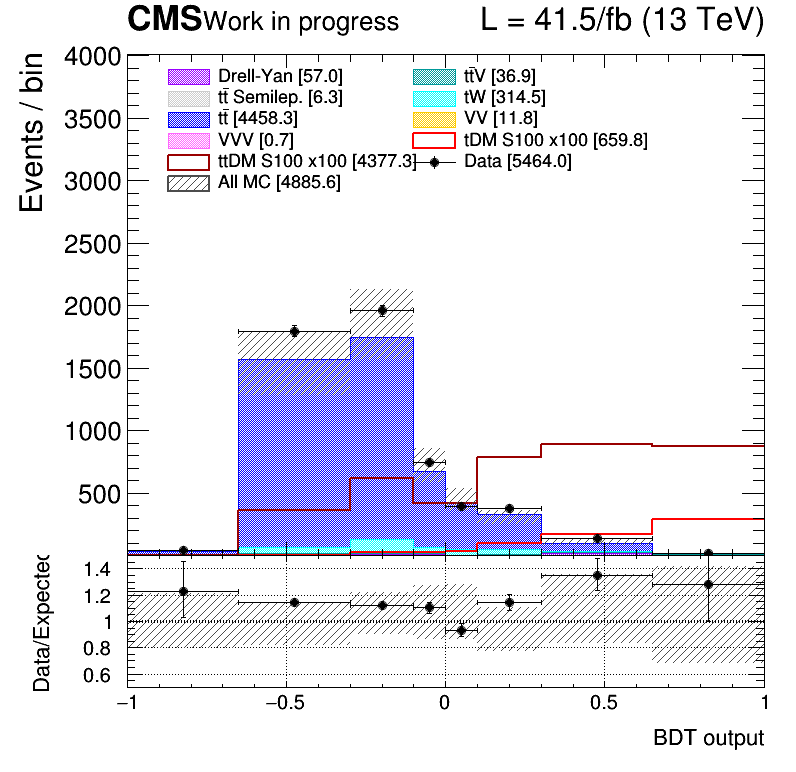 CMS Work in progress L = 41.5/fb (13 TeV)
Events / bin
4000
3500
3000
2500
2000
1500
1000
500
Drell-Yan [57.0] tt̄V [36.9]
tt̄ Semilep. [6.3] tW [314.5]
tt̄ [4458.3] VV [11.8]
VVV [0.7] tDM S100 x100 [659.8]
ttDM S100 x100 [4377.3] Data [5464.0]
All MC [4885.6]
Data/Expected
1.4
1.2
1
0.8
0.6
−1 −0.5 0 0.5 1
BDT output